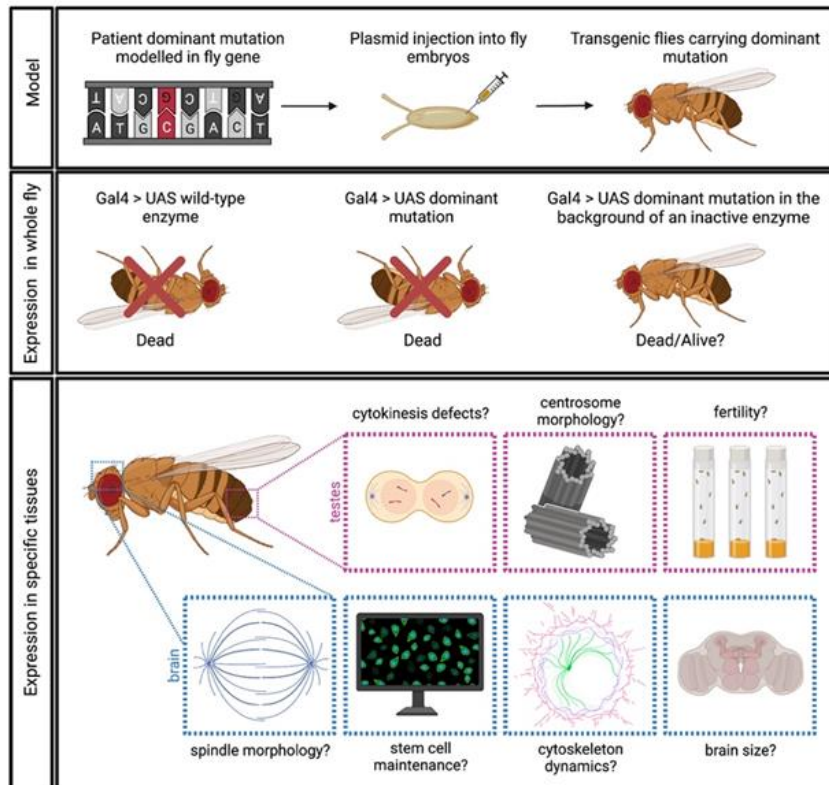 Model
Patient dominant mutation
modelled in fly gene
Plasmid injection into fly
embryos
Transgenic flies carrying dominant
mutation
T A C G C T G A
A T G C G A C T
Expression in whole fly
Gal4 > UAS wild-type
enzyme
Gal4 > UAS dominant
mutation
Gal4 > UAS dominant mutation in the
background of an inactive enzyme
Dead
Dead
Dead/Alive?
Expression in specific tissues
cytokinesis defects?
centrosome
morphology?
fertility?
testes
brain
spindle morphology?
stem cell
maintenance?
cytoskeleton
dynamics?
brain size?